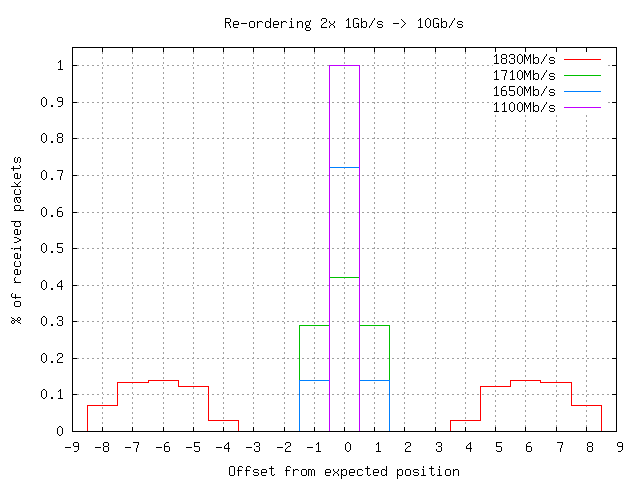 Re-ordering 2x 1Gb/s -> 10Gb/s
1830Mb/s
1710Mb/s
1650Mb/s
1100Mb/s
% of received packets
1
0.9
0.8
0.7
0.6
0.5
0.4
0.3
0.2
0.1
0
-9 -8 -7 -6 -5 -4 -3 -2 -1 0 1 2 3 4 5 6 7 8 9
Offset from expected position